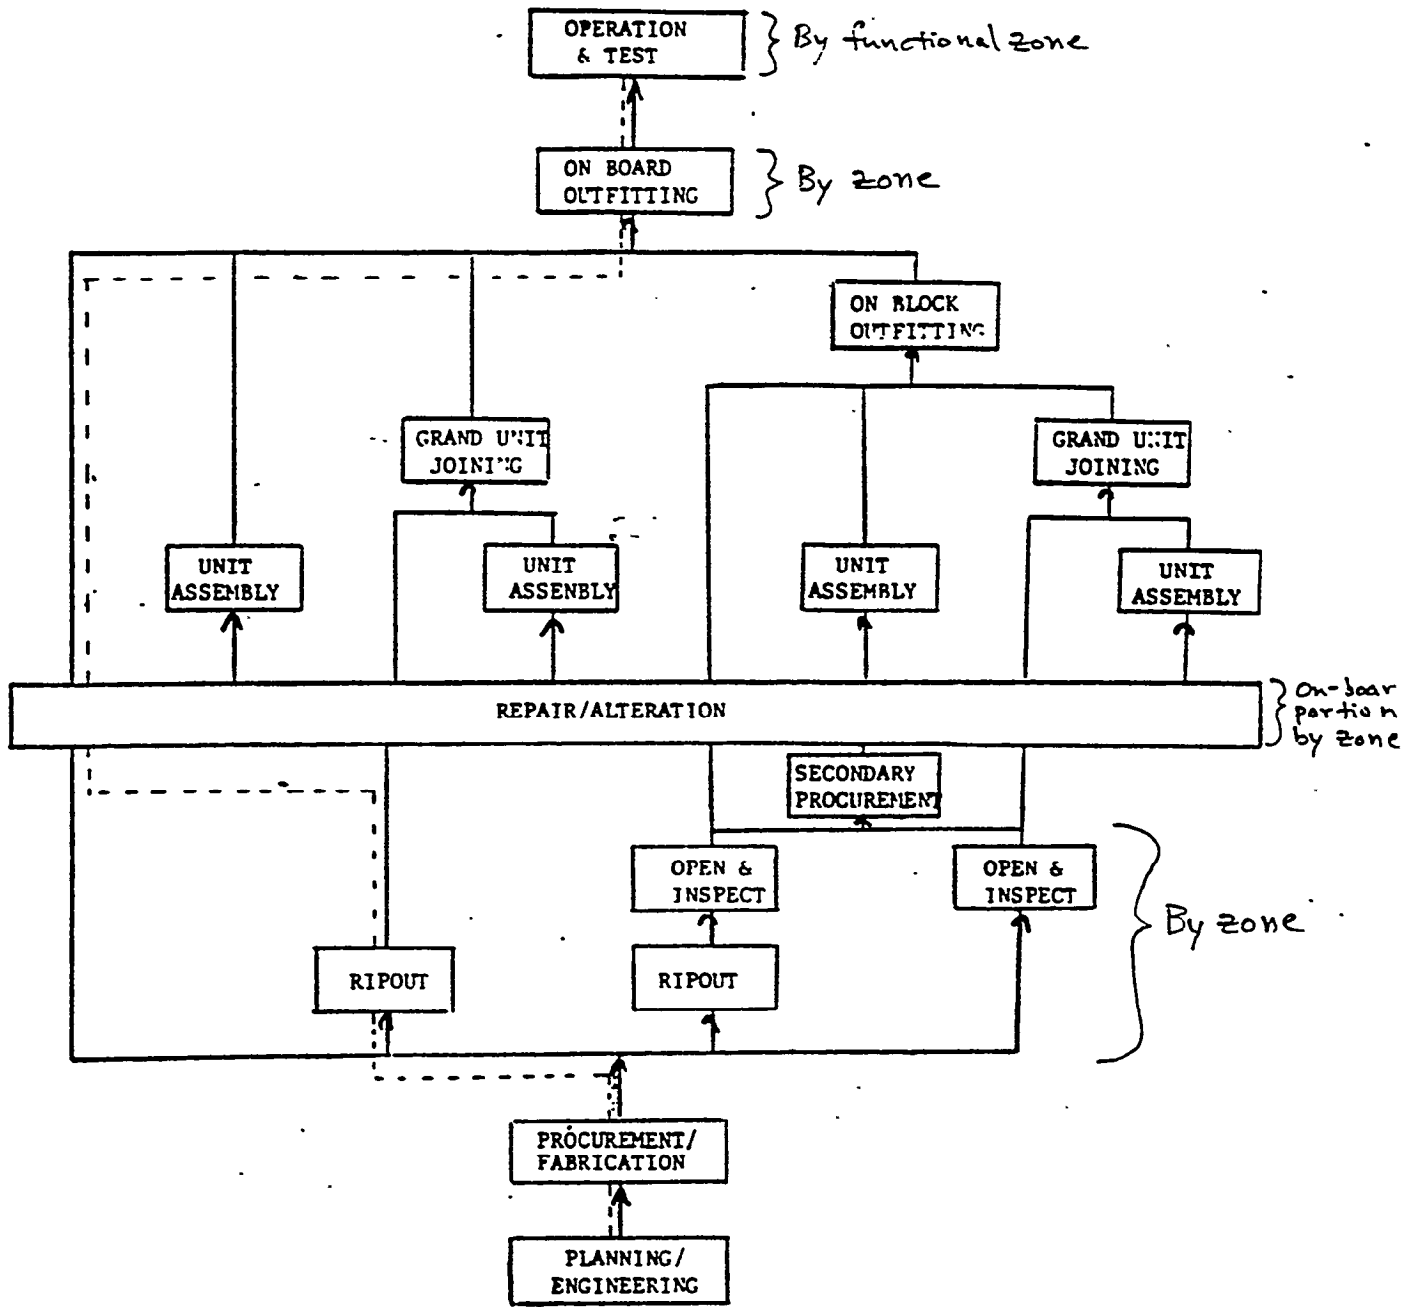 OPERATION
& TEST
By functional zone
ON BOARD
OUTFITTING
By zone
ON BLOCK
OUTFITTING
GRAND UNIT
JOINING
GRAND UNIT
JOINING
UNIT
ASSEMBLY
UNIT
ASSENBLY
UNIT
ASSEMBLY
UNIT
ASSEMBLY
REPAIR/ALTERATION
On-boar
portion
by zone
SECONDARY
PROCUREMENT
OPEN &
INSPECT
OPEN &
INSPECT
By zone
RIPOUT
RIPOUT
PROCUREMENT/
FABRICATION
PLANNING/
ENGINEERING